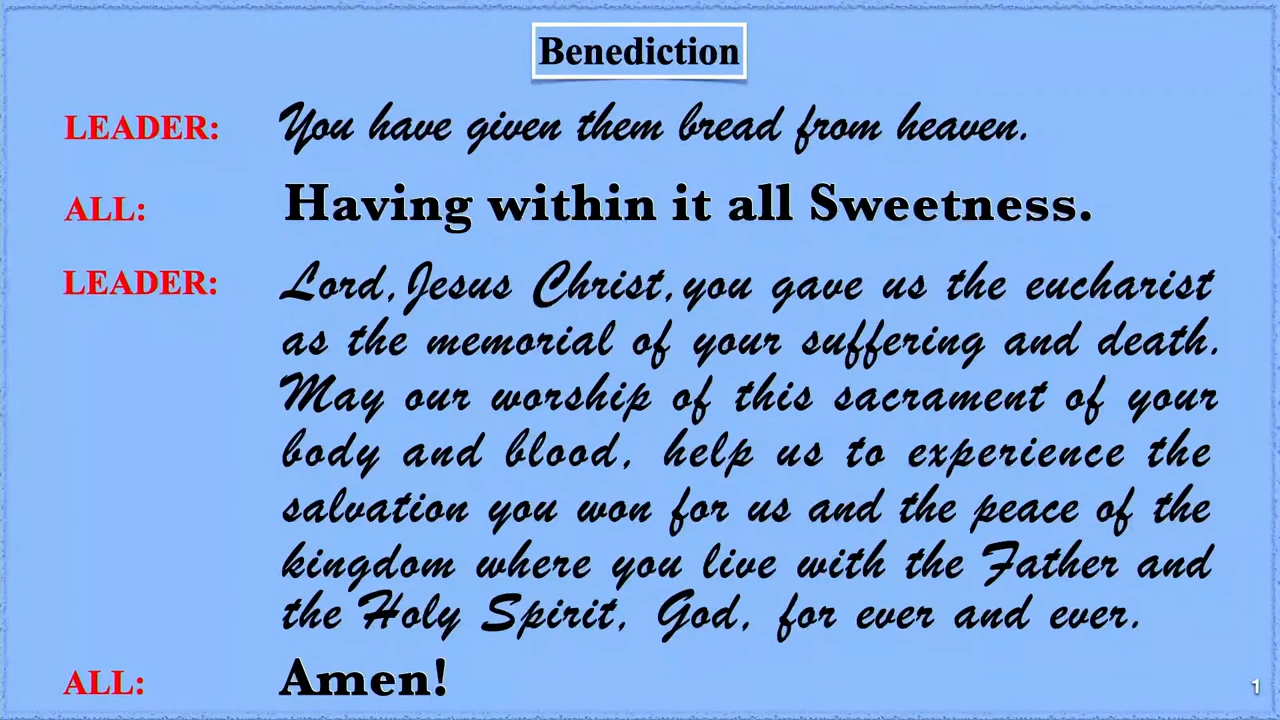 Benediction
LEADER: You have given them bread from heaven.
ALL: Having within it all Sweetness.
LEADER: Lord, Jesus Christ, you gave us the eucharist
as the memorial of your suffering and death.
May our worship of this sacrament of your
body and blood, help us to experience the
salvation you won for us and the peace of the
kingdom where you live with the Father and
the Holy Spirit, God, for ever and ever.
ALL: Amen!
1